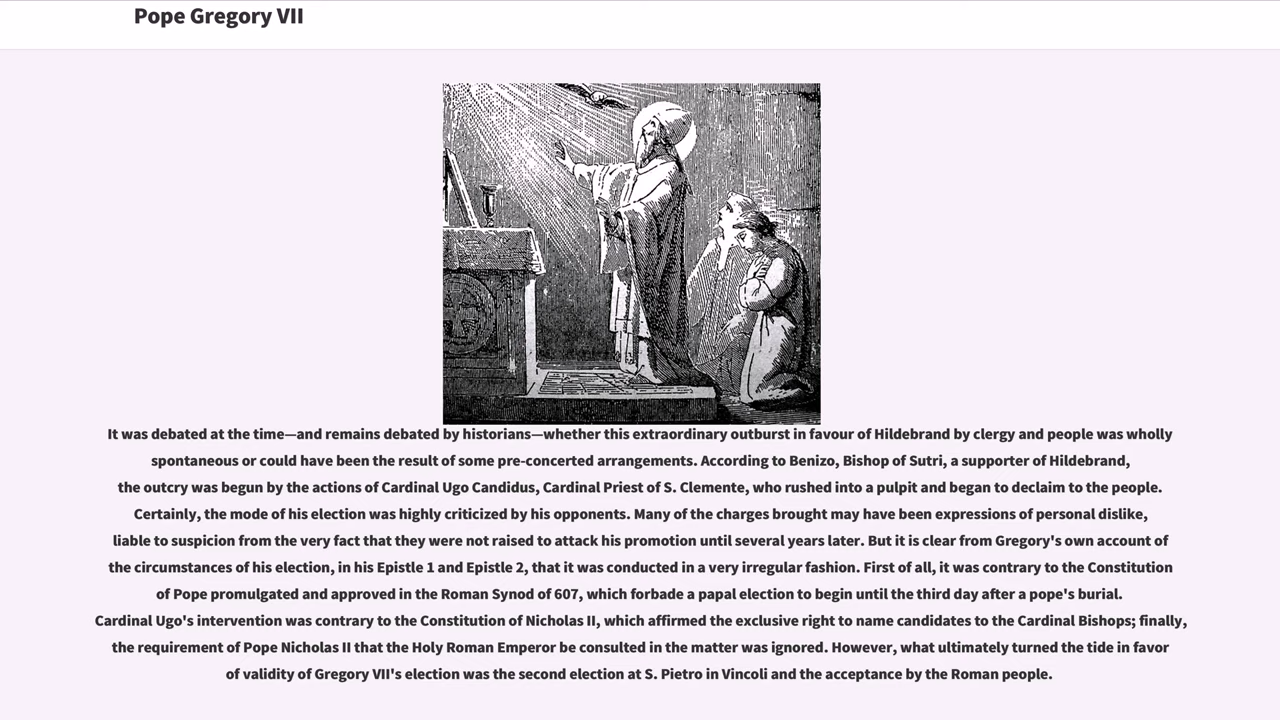 Pope Gregory VII
It was debated at the time—and remains debated by historians—whether this extraordinary outburst in favour of Hildebrand by clergy and people was wholly
spontaneous or could have been the result of some pre-concerted arrangements. According to Benizo, Bishop of Sutri, a supporter of Hildebrand,
the outcry was begun by the actions of Cardinal Ugo Candidus, Cardinal Priest of S. Clemente, who rushed into a pulpit and began to declaim to the people.
Certainly, the mode of his election was highly criticized by his opponents. Many of the charges brought may have been expressions of personal dislike,
liable to suspicion from the very fact that they were not raised to attack his promotion until several years later. But it is clear from Gregory's own account of
the circumstances of his election, in his Epistle 1 and Epistle 2, that it was conducted in a very irregular fashion. First of all, it was contrary to the Constitution
of Pope promulgated and approved in the Roman Synod of 607, which forbade a papal election to begin until the third day after a pope's burial.
Cardinal Ugo's intervention was contrary to the Constitution of Nicholas II, which affirmed the exclusive right to name candidates to the Cardinal Bishops; finally,
the requirement of Pope Nicholas II that the Holy Roman Emperor be consulted in the matter was ignored. However, what ultimately turned the tide in favor
of validity of Gregory VII's election was the second election at S. Pietro in Vincoli and the acceptance by the Roman people.